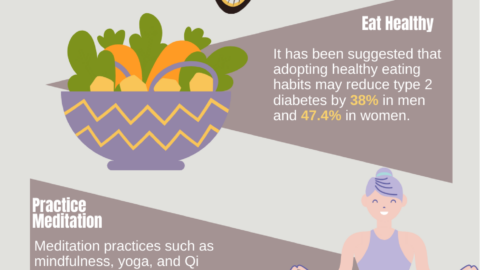 Eat Healthy
It has been suggested that
adopting healthy eating
habits may reduce type 2
diabetes by 38% in men
and 47.4% in women.
Practice
Meditation
Meditation practices such as
mindfulness, yoga, and Qi